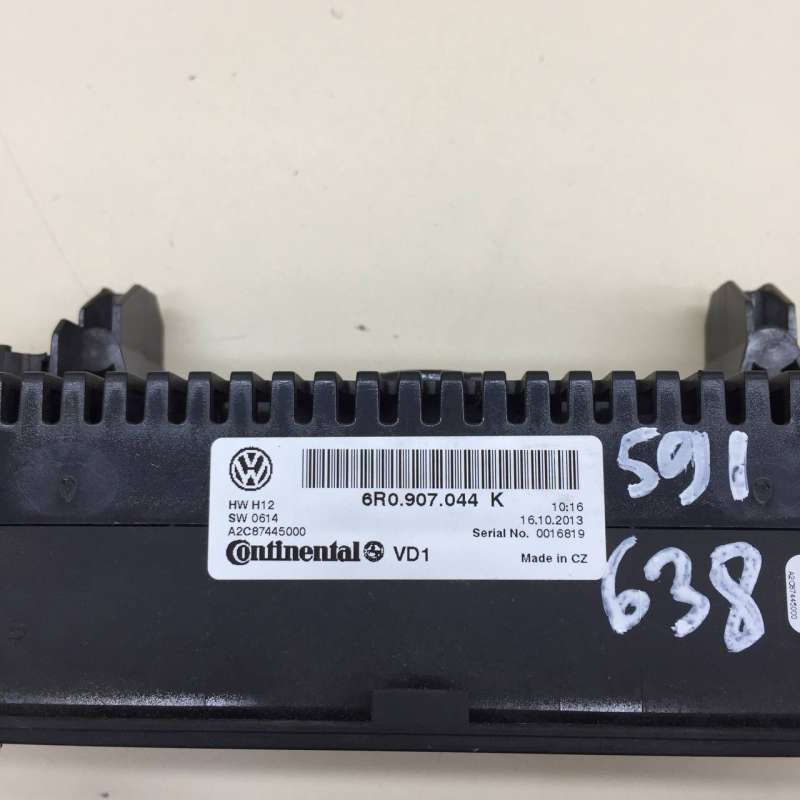 6R0.907.044 K
HW H12
10:16
SW 0614
16.10.2013
A2C87445000
Serial No. 0016819
Continental VD1
Made in CZ
591
638
A2C87445000